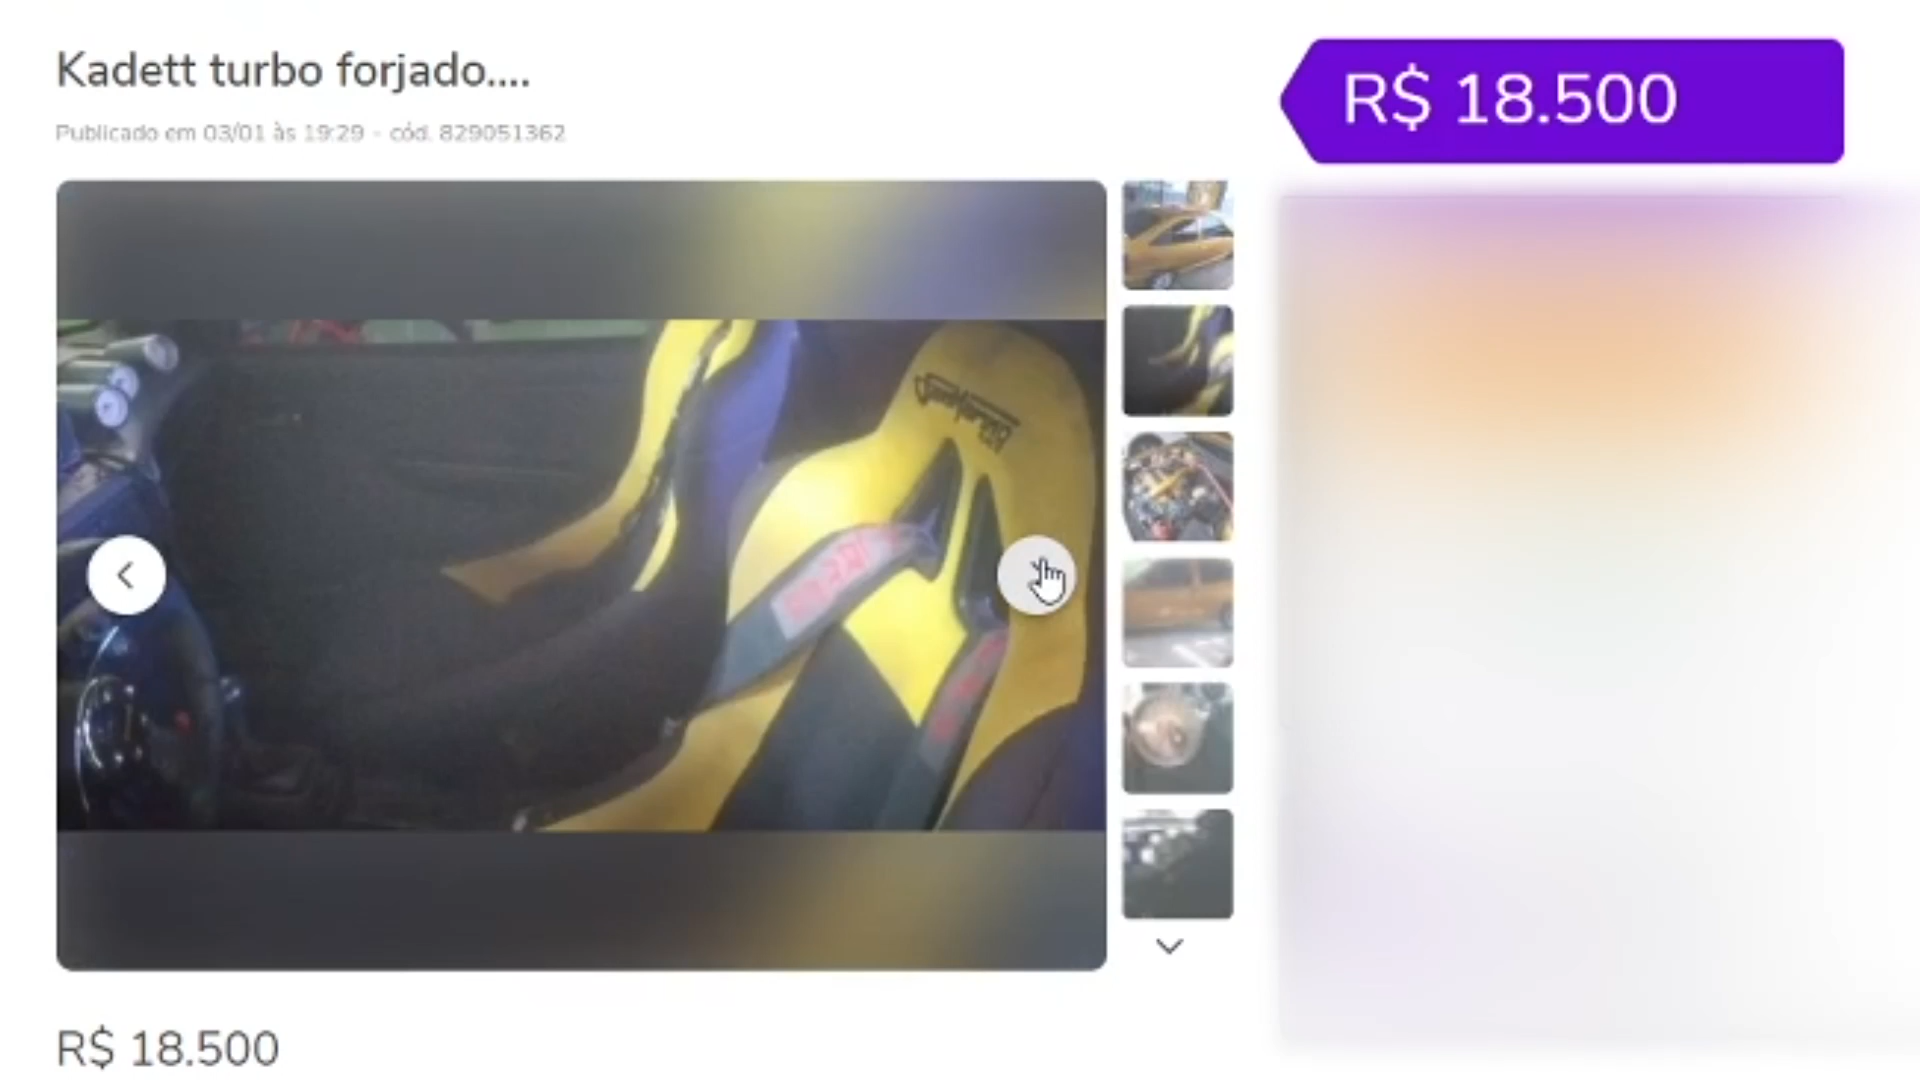 Kadett turbo forjado....
Publicado em 03/01 às 19:29 - cód. 829051362
R$ 18.500
R$ 18.500